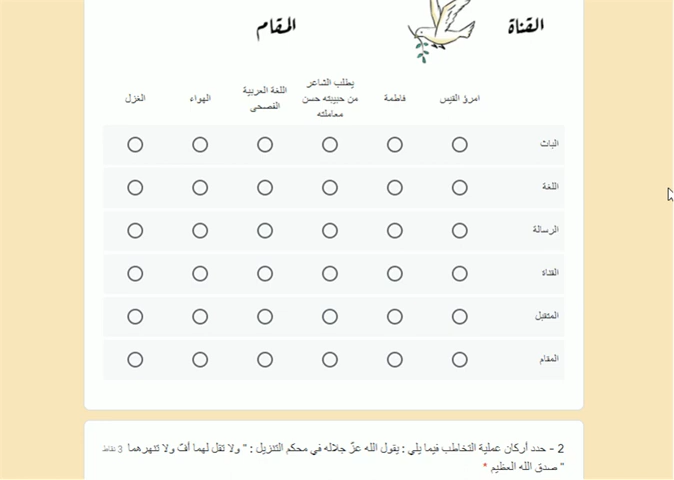 القناة
المقام
امرؤ القيس
فاطمة
يطلب الشاعر
من حبيبته حسن
معاملته
اللغة العربية
الفصحى
الهواء
الغزل
الباث
اللغة
الرسالة
القناة
المتقبل
المقام
2 - حدد أركان عملية التخاطب فيما يلي : يقول الله عزّ جلاله في محكم التنزيل : " ولا تقل لهما أفّ ولا تنهرهما
3 نقاط
" صدق الله العظيم *